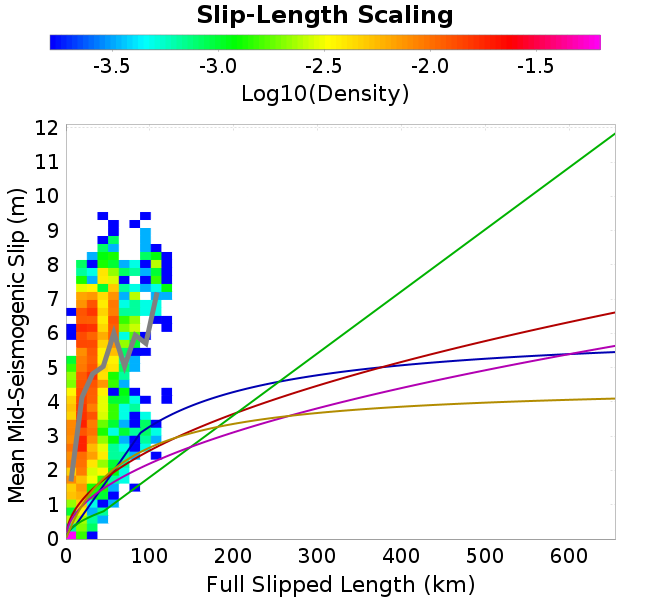 Slip-Length Scaling
-3.5 -3.0 -2.5 -2.0 -1.5
Log10(Density)
Mean Mid-Seismogenic Slip (m)
12
11
10
9
8
7
6
5
4
3
2
1
0
0 100 200 300 400 500 600
Full Slipped Length (km)